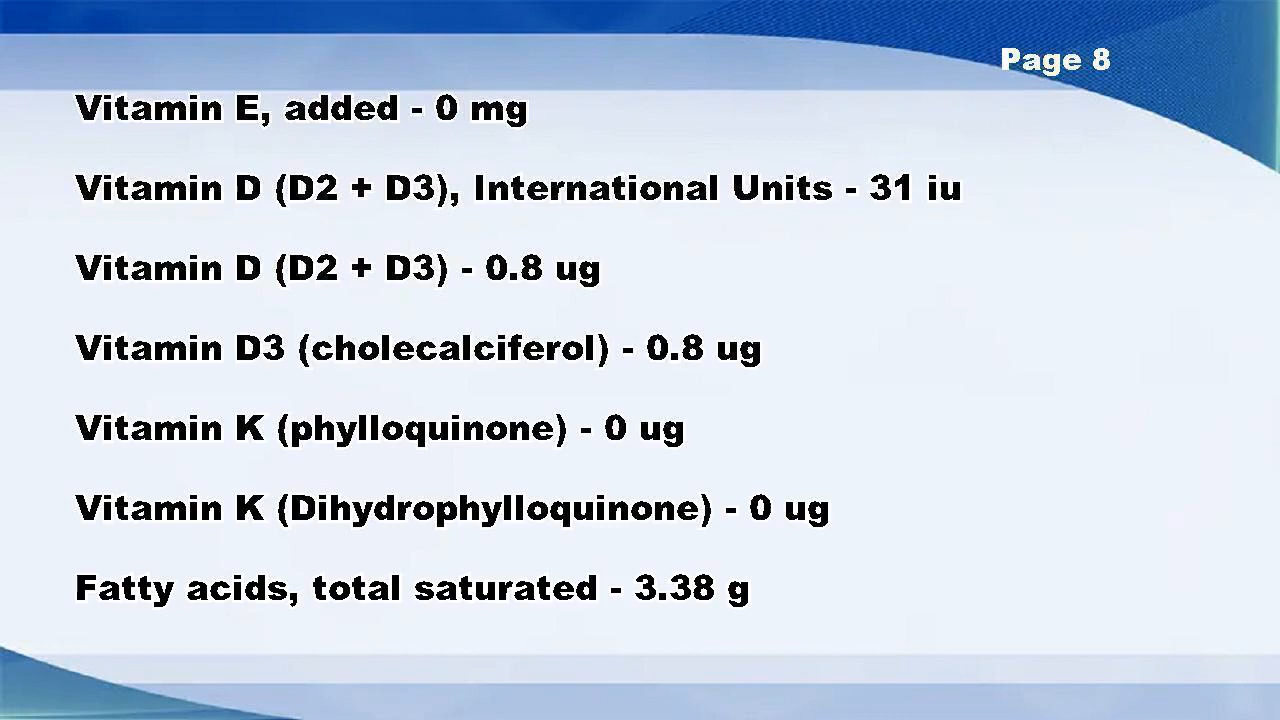 Page 8
Vitamin E, added - 0 mg
Vitamin D (D2 + D3), International Units - 31 iu
Vitamin D (D2 + D3) - 0.8 ug
Vitamin D3 (cholecalciferol) - 0.8 ug
Vitamin K (phylloquinone) - 0 ug
Vitamin K (Dihydrophylloquinone) - 0 ug
Fatty acids, total saturated - 3.38 g